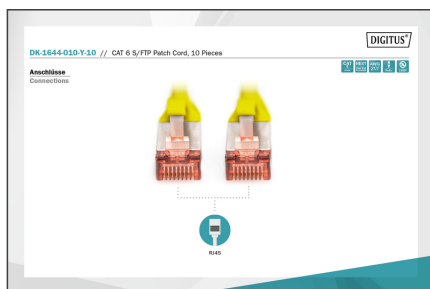 DIGITUS®
DK-1644-010-Y-10 // CAT 6 S/FTP Patch Cord, 10 Pieces
Anschlüsse
Connections
RJ45